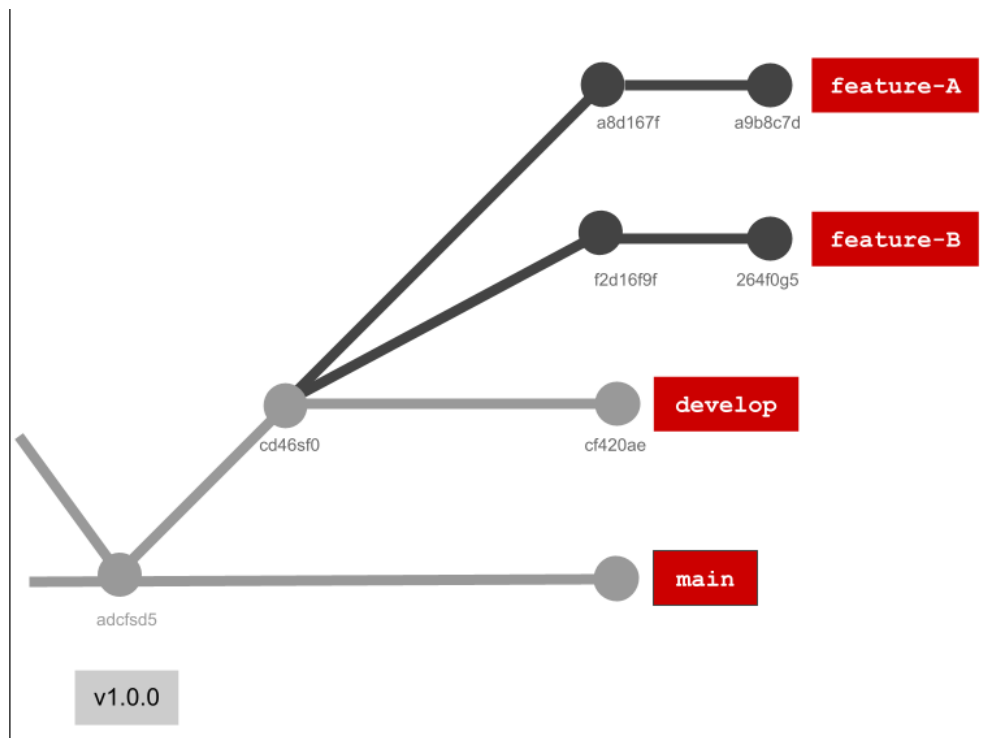 feature-A
a8d167f
a9b8c7d
feature-B
f2d16f9f
264f0g5
develop
cd46sf0
cf420ae
main
adcfsd5
v1.0.0